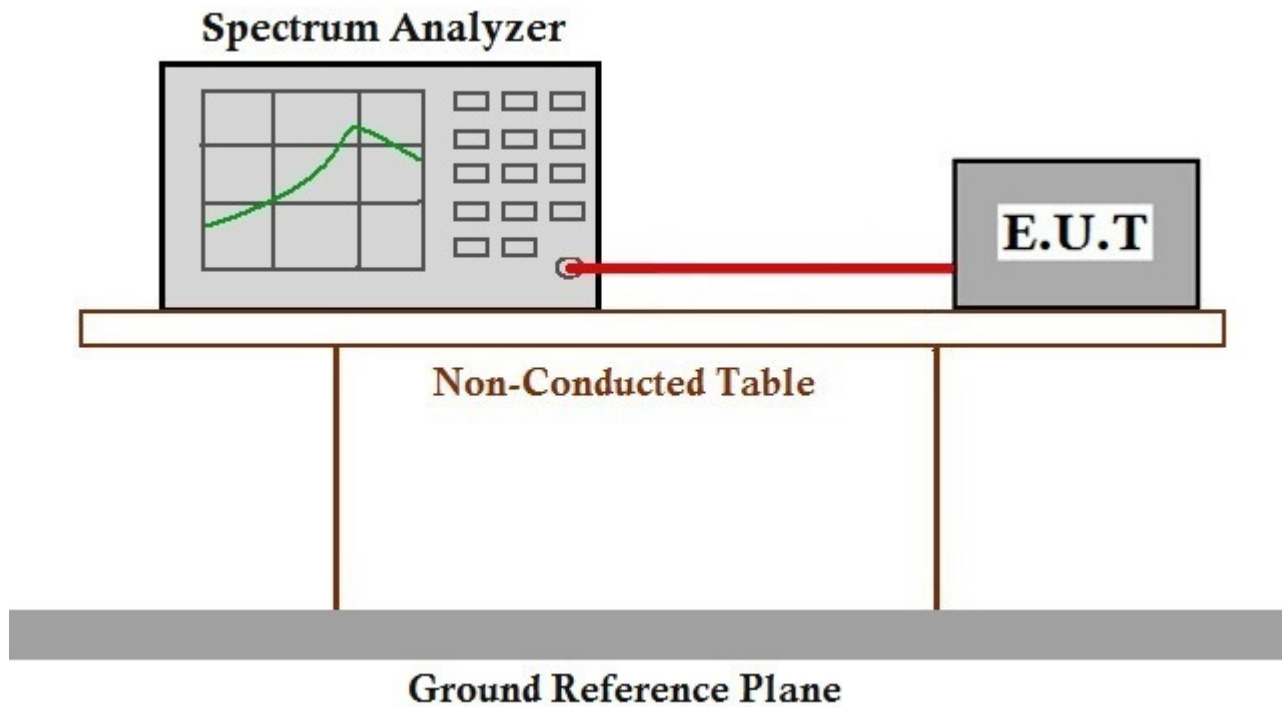 Spectrum Analyzer
E.U.T
Non-Conducted Table
Ground Reference Plane